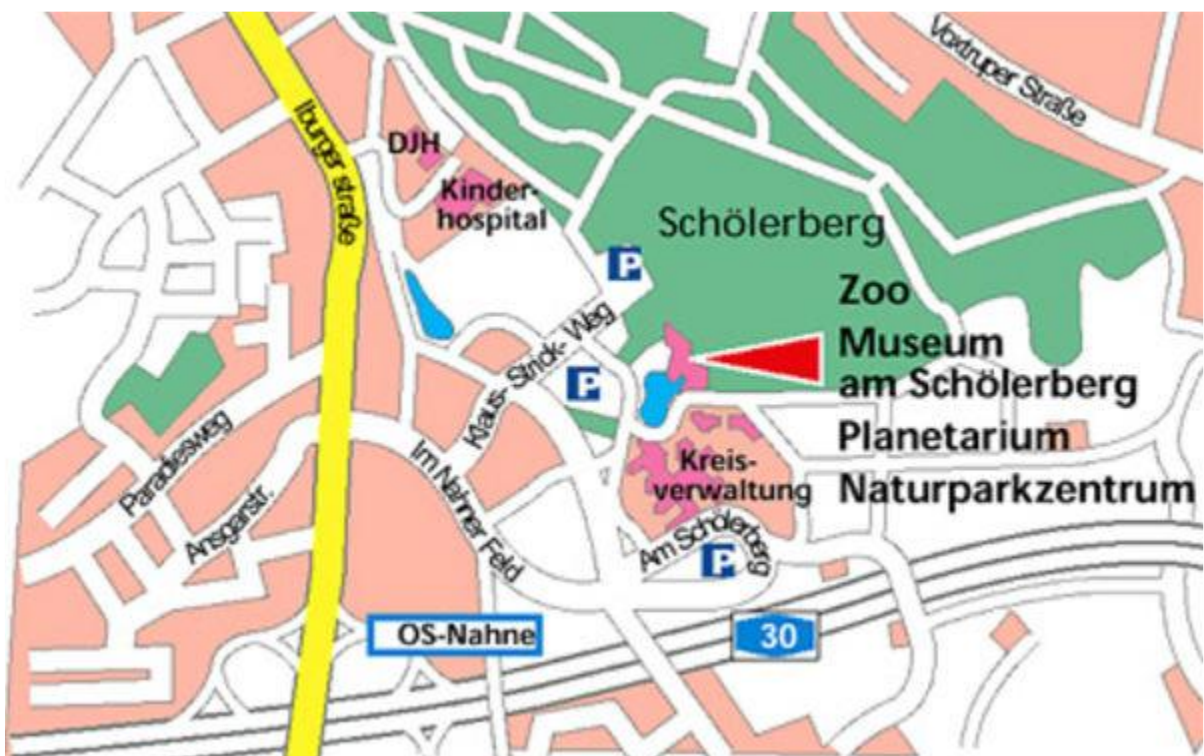 Voxtruper Straße
Iburger straße
DJH
Kinder-
hospital
Schölerberg
P
Zoo
Museum
am Schölerberg
Planetarium
Naturparkzentrum
Klaus-Strick-Weg
P
Paradiesweg
Ansgarstr.
Im Nahner Feld
Kreis-
verwaltung
Am Schölerberg
P
OS-Nahne
30